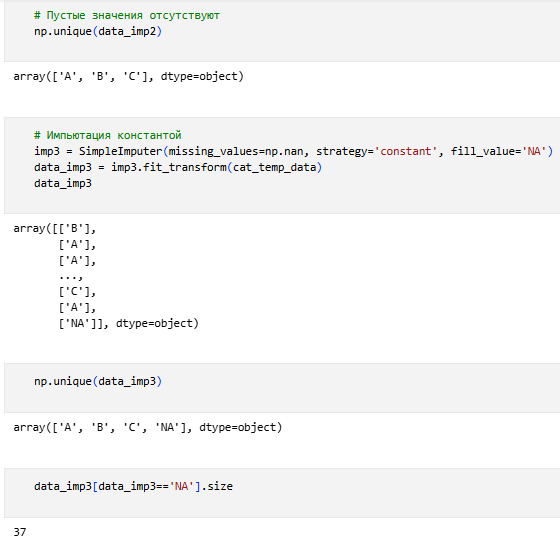 # Пустые значения отсутствуют
np.unique(data_imp2)
array(['A', 'B', 'C'], dtype=object)
# Импьютация константой
imp3 = SimpleImputer(missing_values=np.nan, strategy='constant', fill_value='NA')
data_imp3 = imp3.fit_transform(cat_temp_data)
data_imp3
array([['B'],
['A'],
['A'],
...,
['C'],
['A'],
['NA']], dtype=object)
np.unique(data_imp3)
array(['A', 'B', 'C', 'NA'], dtype=object)
data_imp3[data_imp3=='NA'].size
37